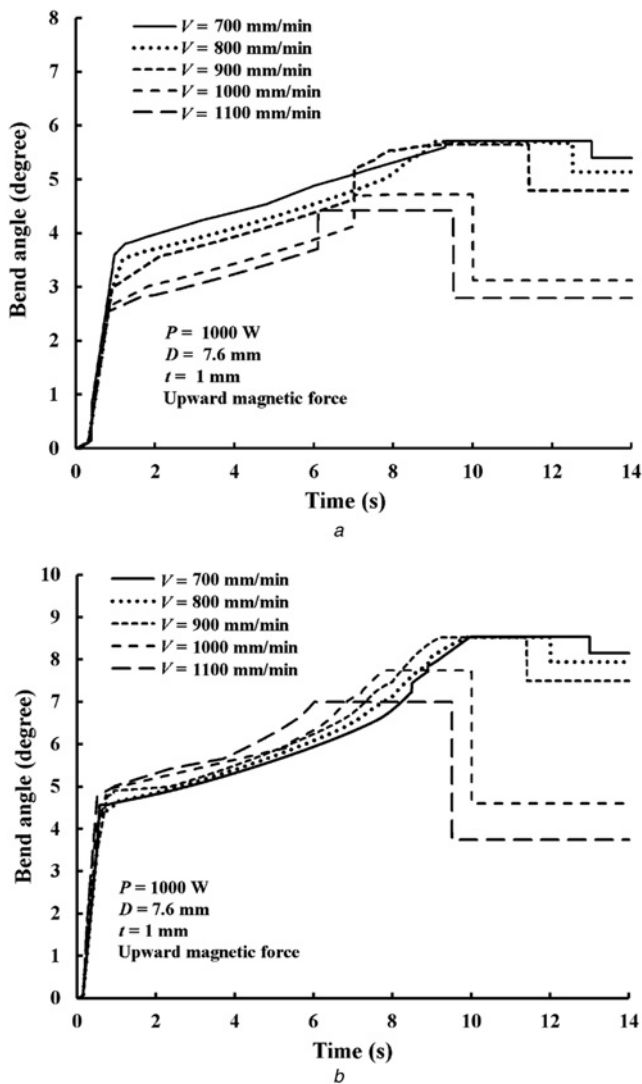 8
7
6
5
4
3
2
1
0
Bend angle (degree)
V = 700 mm/min
V = 800 mm/min
V = 900 mm/min
V = 1000 mm/min
V = 1100 mm/min
P = 1000 W
D = 7.6 mm
t = 1 mm
Upward magnetic force
0 2 4 6 8 10 12 14
Time (s)
a
10
9
8
7
6
5
4
3
2
1
0
Bend angle (degree)
V = 700 mm/min
V = 800 mm/min
V = 900 mm/min
V = 1000 mm/min
V = 1100 mm/min
P = 1000 W
D = 7.6 mm
t = 1 mm
Upward magnetic force
0 2 4 6 8 10 12 14
Time (s)
b